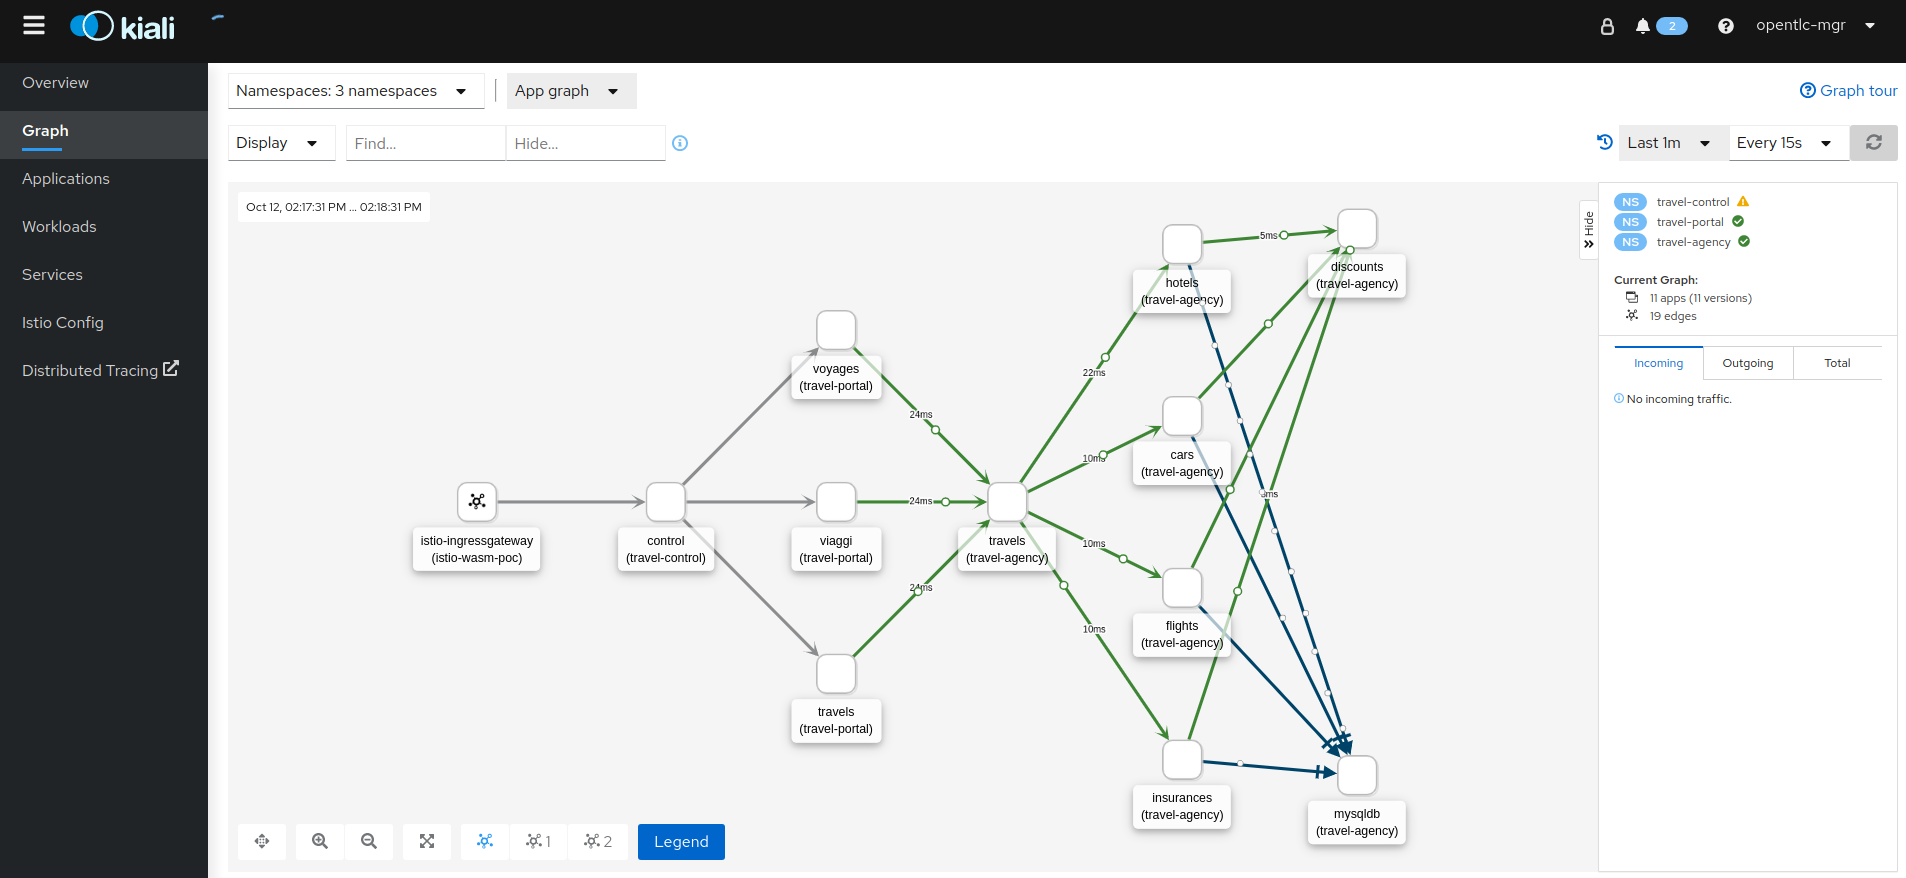 kiali
2
opentlc-mgr
Overview
Graph
Applications
Workloads
Services
Istio Config
Distributed Tracing
Namespaces: 3 namespaces
App graph
Graph tour
Display
Find...
Hide...
Last 1m
Every 15s
Oct 12, 02:17:31 PM ... 02:18:31 PM
Hide
NS travel-control
NS travel-portal
NS travel-agency
Current Graph:
11 apps (11 versions)
19 edges
Incoming
Outgoing
Total
No incoming traffic.
5ms
discounts
(travel-agency)
hotels
(travel-agency)
voyages
(travel-portal)
22ms
24ms
cars
(travel-agency)
10ms
24ms
istio-ingressgateway
(istio-wasm-poc)
control
(travel-control)
viaggi
(travel-portal)
travels
(travel-agency)
10ms
24ms
flights
(travel-agency)
10ms
travels
(travel-portal)
insurances
(travel-agency)
mysqldb
(travel-agency)
1
2
Legend